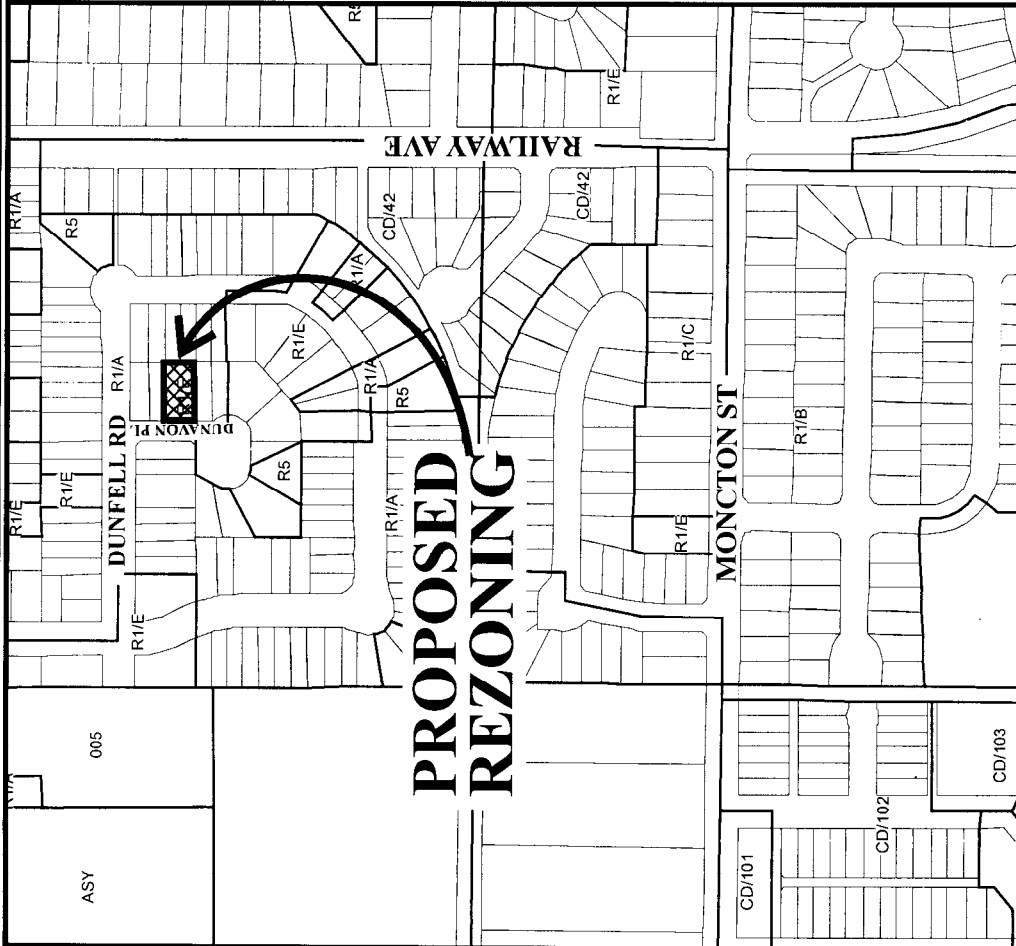 R5
R1/E
RAILWAY AVE
R1/A
R5
CD/42
CD/42
R1/A
R1/A
R1/E
R1/A
R5
DUNAVON Pl.
R5
R1/E
R1/E
DUNFELL RD
R1/E
R1/A
R1/C
R1/E
R1/B
MONCTON ST
PROPOSED
REZONING
005
ASY
CD/101
CD/102
CD/103